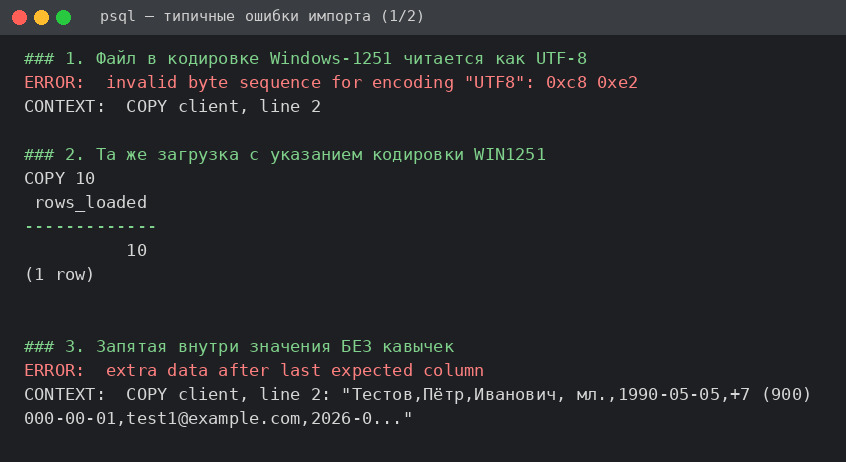 psql — типичные ошибки импорта (1/2)
### 1. Файл в кодировке Windows-1251 читается как UTF-8
ERROR:  invalid byte sequence for encoding "UTF8": 0xc8 0xe2
CONTEXT:  COPY client, line 2
### 2. Та же загрузка с указанием кодировки WIN1251
COPY 10
 rows_loaded
-------------
          10
(1 row)
### 3. Запятая внутри значения БЕЗ кавычек
ERROR:  extra data after last expected column
CONTEXT:  COPY client, line 2: "Тестов,Пётр,Иванович, мл.,1990-05-05,+7 (900)
000-00-01,test1@example.com,2026-0..."